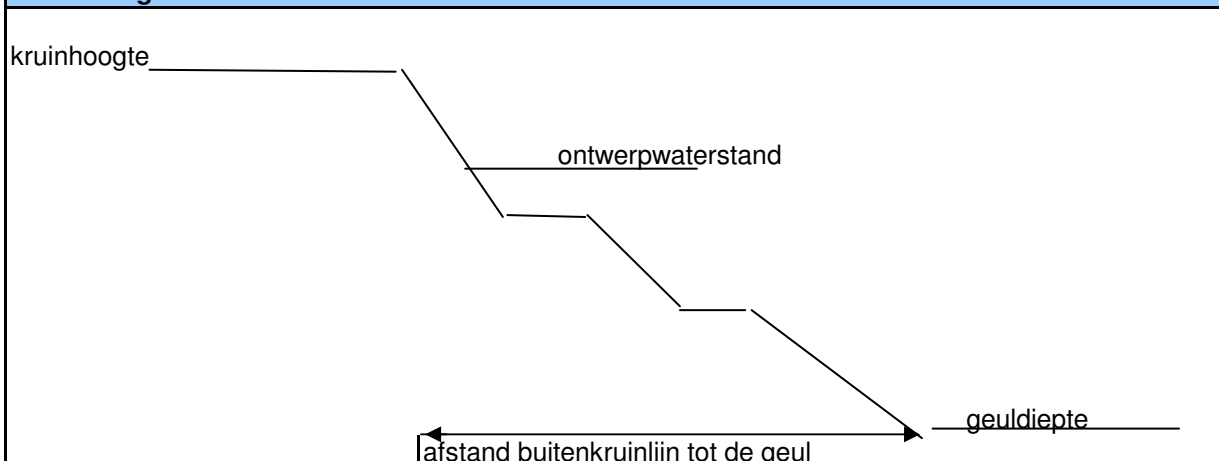 kruinhoogte
ontwerpwaterstand
geuldiepte
afstand buitenkruinlijn tot de geul